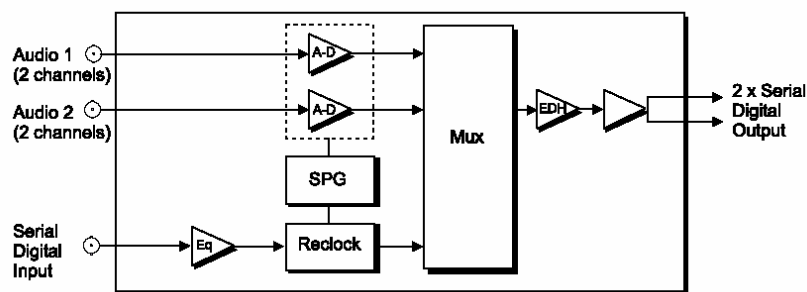 Audio 1
(2 channels)
A-D
Audio 2
(2 channels)
A-D
Mux
EDH
2 x Serial
Digital
Output
SPG
Serial
Digital
Input
Eq
Reclock